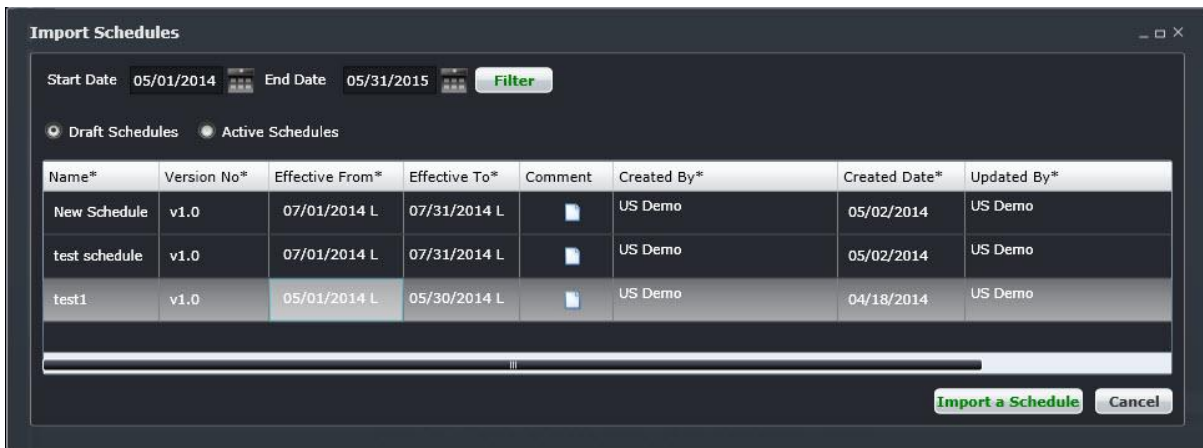 Import Schedules
Start Date 05/01/2014 End Date 05/31/2015 Filter
Draft Schedules Active Schedules
Name* Version No* Effective From* Effective To* Comment Created By* Created Date* Updated By*
New Schedule v1.0 07/01/2014 L 07/31/2014 L US Demo 05/02/2014 US Demo
test schedule v1.0 07/01/2014 L 07/31/2014 L US Demo 05/02/2014 US Demo
test1 v1.0 05/01/2014 L 05/30/2014 L US Demo 04/18/2014 US Demo
Import a Schedule Cancel